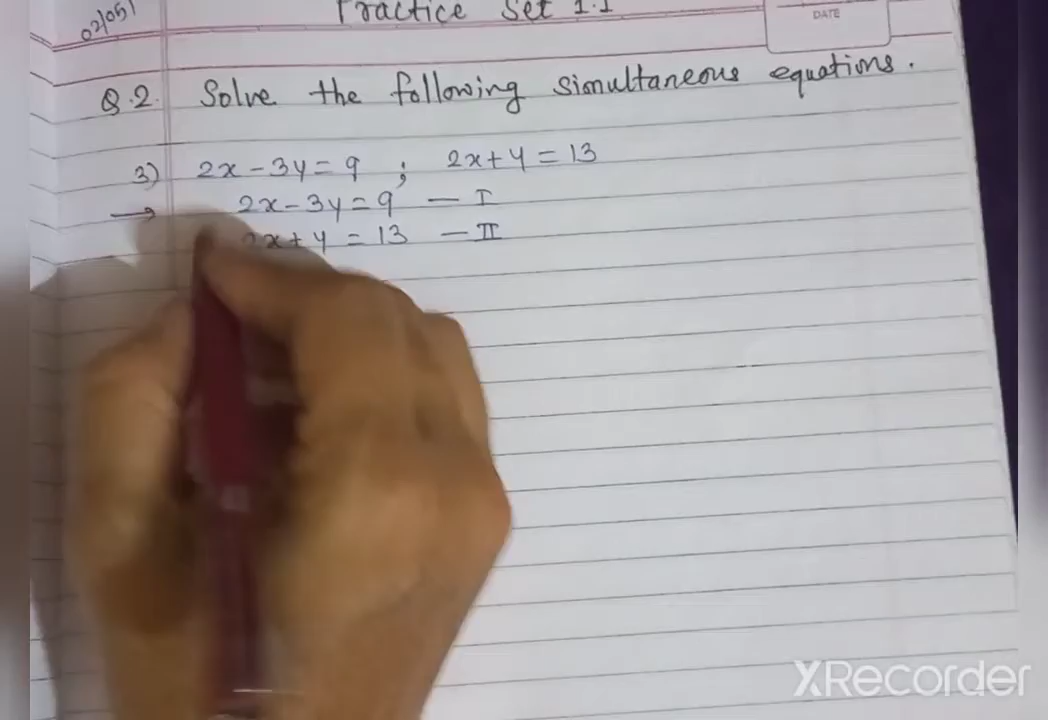 02/05/
Practice Set 1.1
DATE
Q.2. Solve the following simultaneous equations.
3) 2x - 3y = 9 ; 2x + y = 13
→ 2x - 3y = 9 — I
2x + y = 13 — II
XRecorder